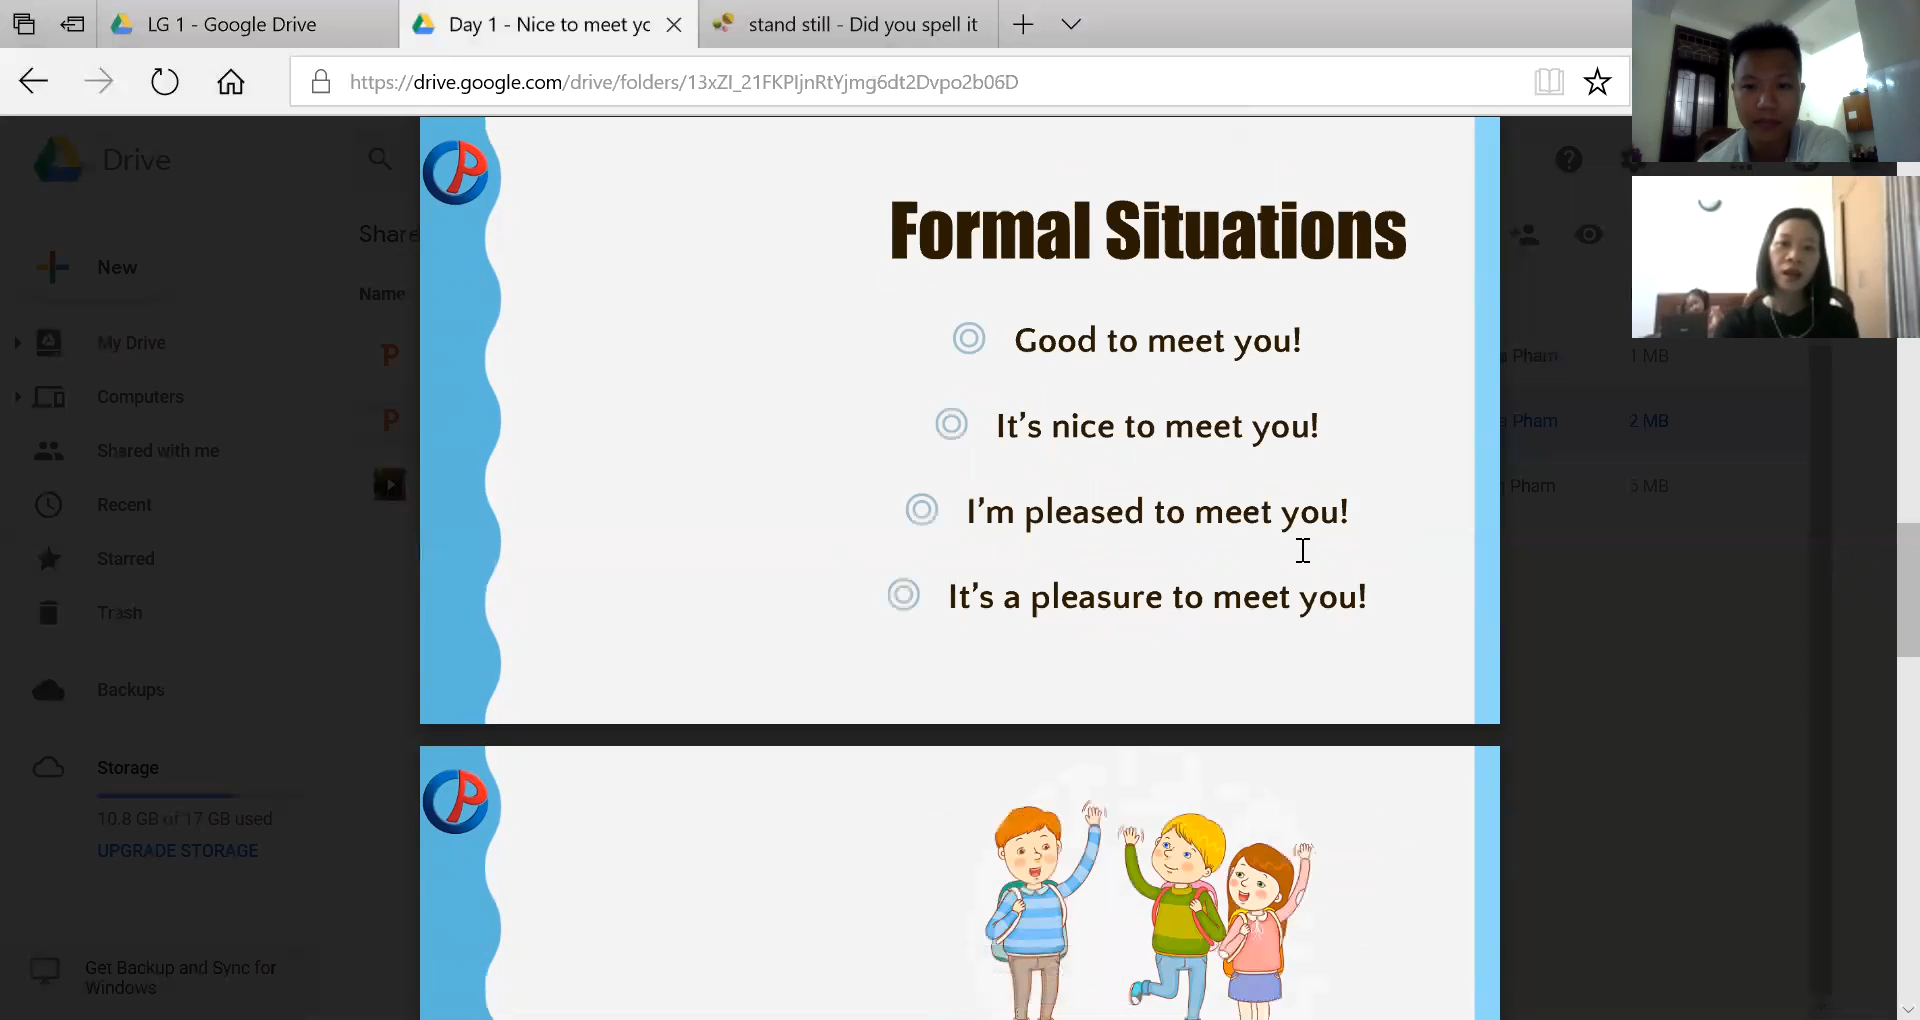 LG 1 - Google Drive
Day 1 - Nice to meet yo
stand still - Did you spell it
https://drive.google.com/drive/folders/13xZI_21FKPIjnRtYjmg6dt2Dvpo2b06D
Drive
Share
New
Name
My Drive
Computers
Shared with me
Recent
Starred
Trash
Backups
Storage
10.8 GB of 17 GB used
UPGRADE STORAGE
Get Backup and Sync for
Windows
Formal Situations
Good to meet you!
It's nice to meet you!
I'm pleased to meet you!
It's a pleasure to meet you!
Pham 1 MB
Pham 2 MB
Pham 5 MB